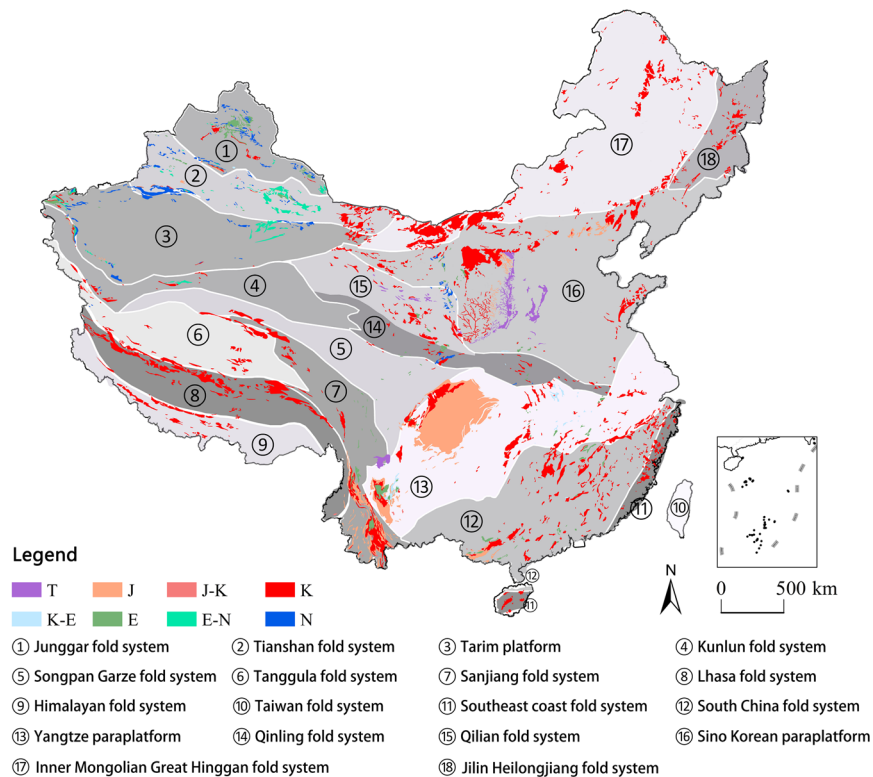 ①
②
③
④
⑤
⑥
⑦
⑧
⑨
⑩
⑪
⑫
⑬
⑭
⑮
⑯
⑰
⑱
⑫
⑪
N
0 500 km
Legend
T J J-K K
K-E E E-N N
① Junggar fold system ② Tianshan fold system ③ Tarim platform ④ Kunlun fold system
⑤ Songpan Garze fold system ⑥ Tanggula fold system ⑦ Sanjiang fold system ⑧ Lhasa fold system
⑨ Himalayan fold system ⑩ Taiwan fold system ⑪ Southeast coast fold system ⑫ South China fold system
⑬ Yangtze paraplatform ⑭ Qinling fold system ⑮ Qilian fold system ⑯ Sino Korean paraplatform
⑰ Inner Mongolian Great Hinggan fold system ⑱ Jilin Heilongjiang fold system